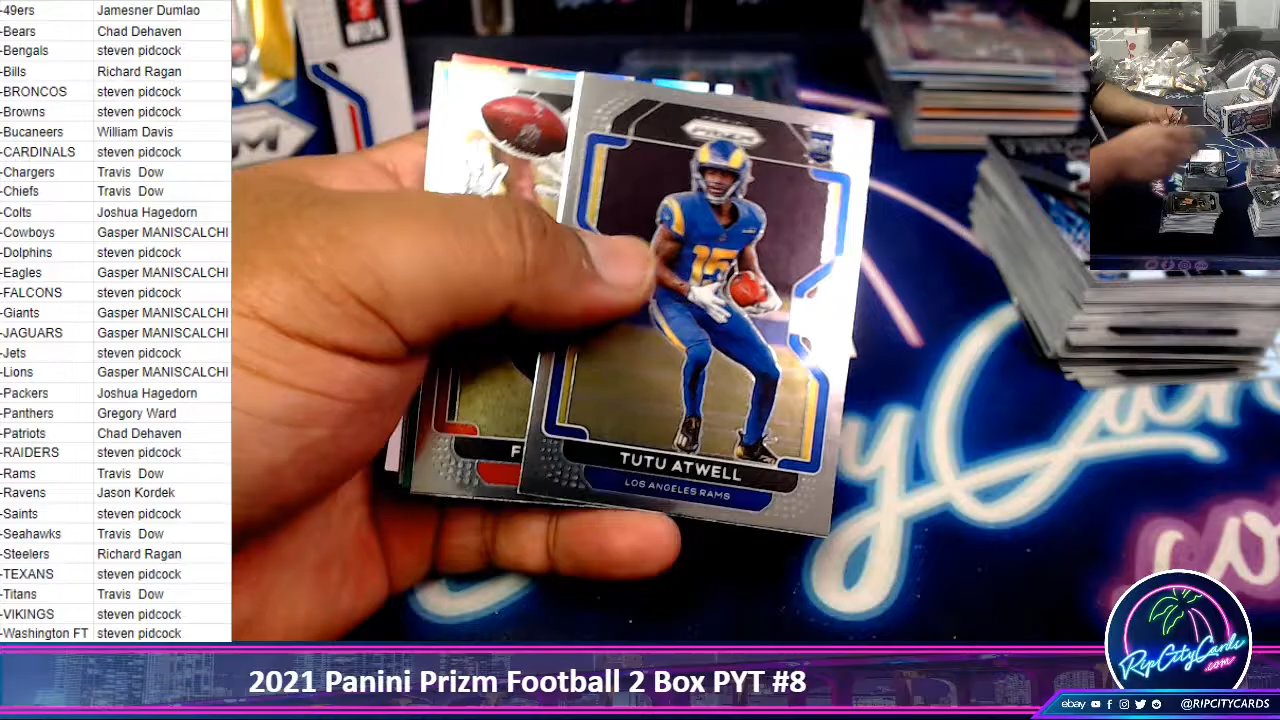 -49ers Jamesner Dumlao
-Bears Chad Dehaven
-Bengals steven pidcock
-Bills Richard Ragan
-BRONCOS steven pidcock
-Browns steven pidcock
-Bucaneers William Davis
-CARDINALS steven pidcock
-Chargers Travis Dow
-Chiefs Travis Dow
-Colts Joshua Hagedorn
-Cowboys Gasper MANISCALCHI
-Dolphins steven pidcock
-Eagles Gasper MANISCALCHI
-FALCONS steven pidcock
-Giants Gasper MANISCALCHI
-JAGUARS Gasper MANISCALCHI
-Jets steven pidcock
-Lions Gasper MANISCALCHI
-Packers Joshua Hagedorn
-Panthers Gregory Ward
-Patriots Chad Dehaven
-RAIDERS steven pidcock
-Rams Travis Dow
-Ravens Jason Kordek
-Saints steven pidcock
-Seahawks Travis Dow
-Steelers Richard Ragan
-TEXANS steven pidcock
-Titans Travis Dow
-VIKINGS steven pidcock
-Washington FT steven pidcock
PRIZM
RC
15
TUTU ATWELL
LOS ANGELES RAMS
2021 Panini Prizm Football 2 Box PYT #8
RipCityCards
.com
ebay @RIPCITYCARDS